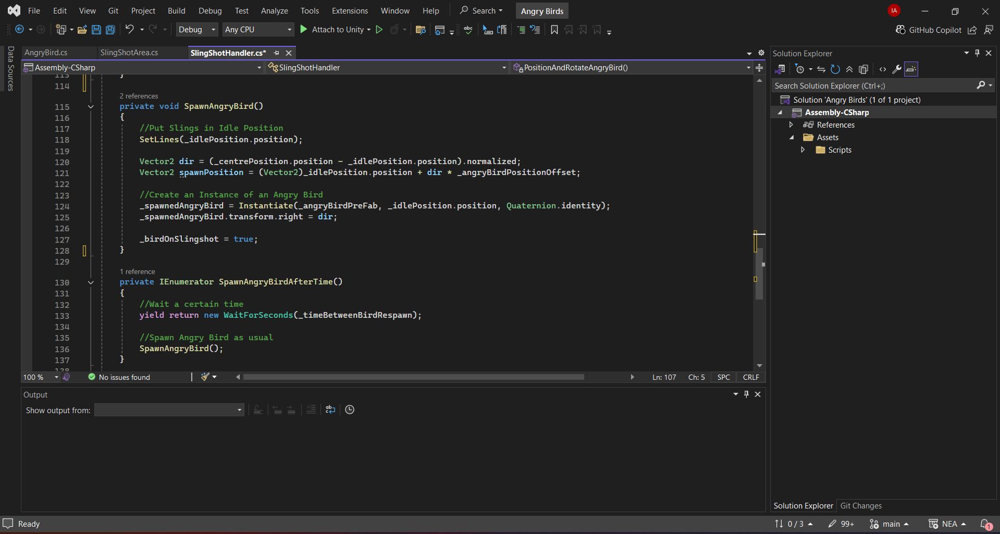 File Edit View Git Project Build Debug Test Analyze Tools Extensions Window Help Search Angry Birds IA
Debug Any CPU Attach to Unity GitHub Copilot
Data Sources
AngryBird.cs SlingShotArea.cs SlingShotHandler.cs*
Assembly-CSharp SlingShotHandler PositionAndRotateAngryBird()
113 }
114
2 references
115 private void SpawnAngryBird()
116 {
117 //Put Slings in Idle Position
118 SetLines(_idlePosition.position);
119
120 Vector2 dir = (_centrePosition.position - _idlePosition.position).normalized;
121 Vector2 spawnPosition = (Vector2)_idlePosition.position + dir * _angryBirdPositionOffset;
122
123 //Create an Instance of an Angry Bird
124 _spawnedAngryBird = Instantiate(_angryBirdPreFab, _idlePosition.position, Quaternion.identity);
125 _spawnedAngryBird.transform.right = dir;
126
127 _birdOnSlingshot = true;
128 }
129
1 reference
130 private IEnumerator SpawnAngryBirdAfterTime()
131 {
132 //Wait a certain time
133 yield return new WaitForSeconds(_timeBetweenBirdRespawn);
134
135 //Spawn Angry Bird as usual
136 SpawnAngryBird();
137 }
138
100 % No issues found Ln: 107 Ch: 5 SPC CRLF
Output
Show output from:
Solution Explorer
Search Solution Explorer (Ctrl+;)
Solution 'Angry Birds' (1 of 1 project)
Assembly-CSharp
References
Assets
Scripts
Solution Explorer Git Changes
Ready 0 / 3 99+ main NEA 1